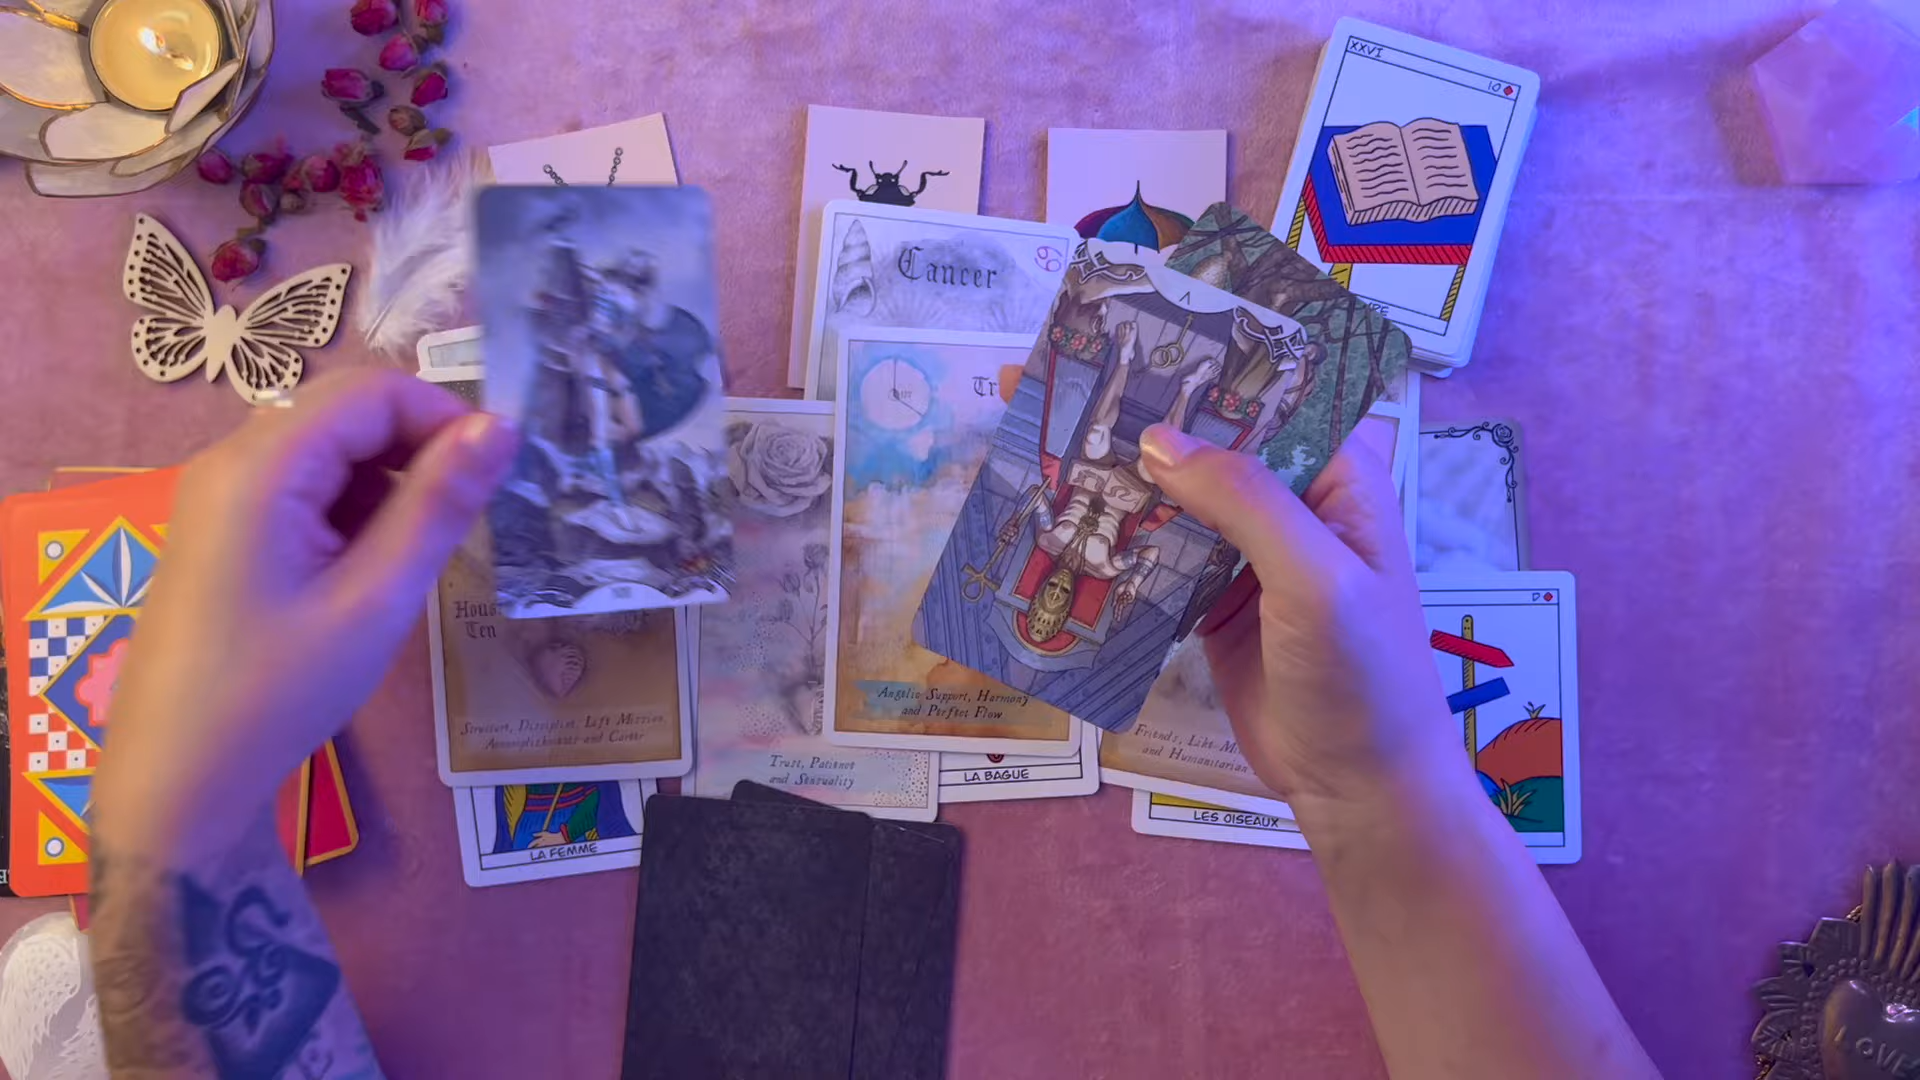 XXVI
10
Cancer
V
D
House
Ten
Structure, Discipline, Life Mission,
Accomplishments and Career
Angelic Support, Harmony
and Perfect Flow
Trust, Patience
and Sensuality
LA BAGUE
Friends,
and Humanitarian
LES OISEAUX
LA FEMME
LOVE